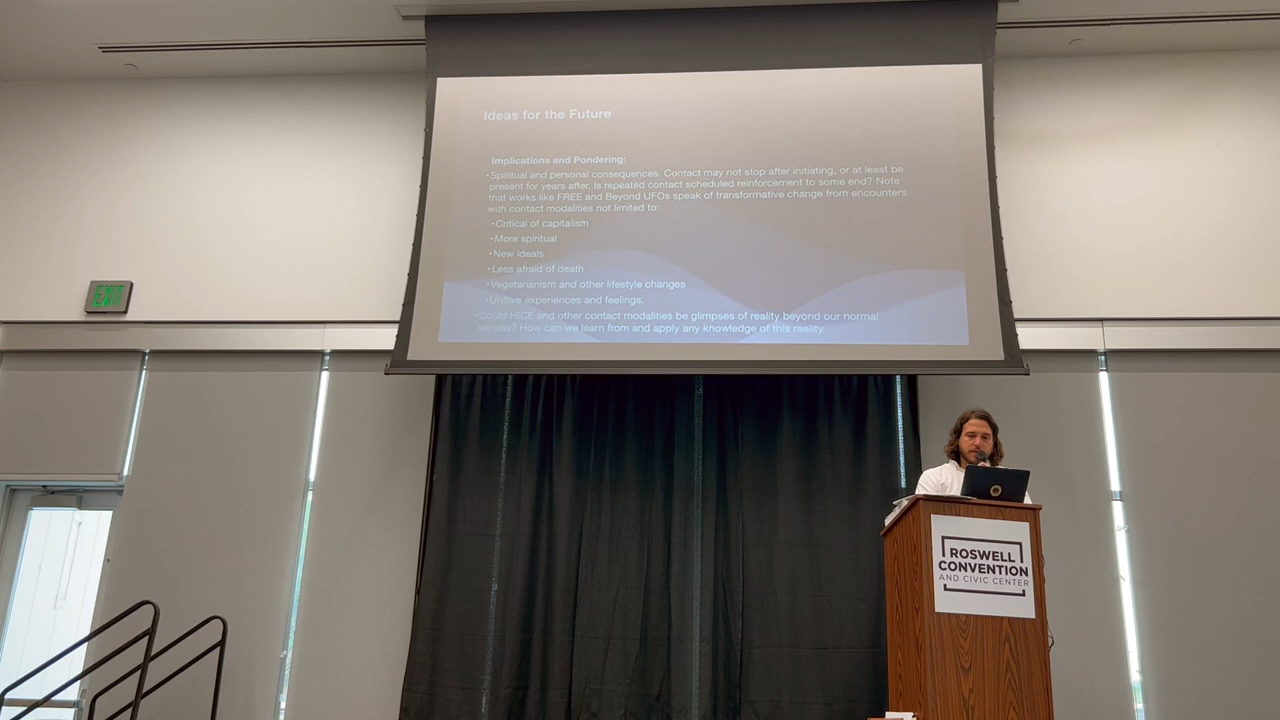 Ideas for the Future
Implications and Pondering:
•Spiritual and personal consequences. Contact may not stop after initiating, or at least be
present for years after. Is repeated contact scheduled reinforcement to some end? Note
that works like FREE and Beyond UFOs speak of transformative change from encounters
with contact modalities not limited to:
•Critical of capitalism
•More spiritual
•New ideals
•Less afraid of death
•Vegetarianism and other lifestyle changes
•Unitive experiences and feelings.
•Could HICE and other contact modalities be glimpses of reality beyond our normal
senses? How can we learn from and apply any knowledge of this reality.
EXIT
ROSWELL
CONVENTION
AND CIVIC CENTER